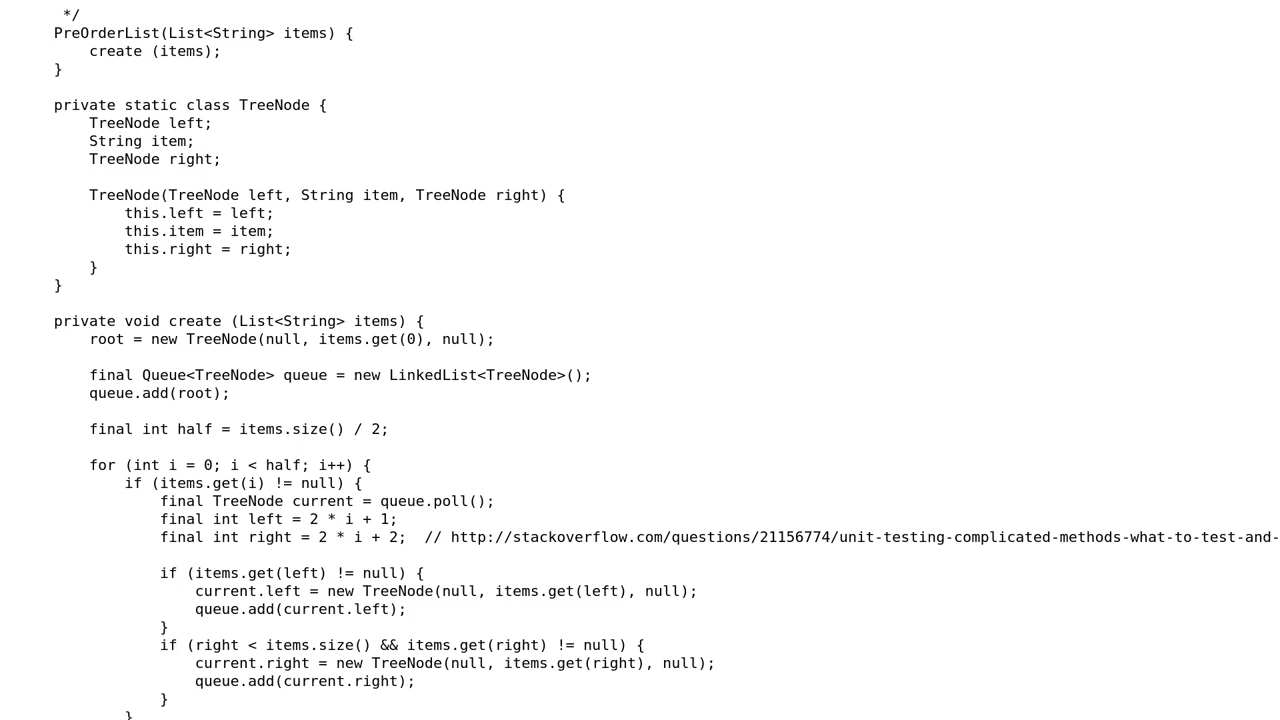 */
PreOrderList(List<String> items) {
create (items);
}
private static class TreeNode {
TreeNode left;
String item;
TreeNode right;
TreeNode(TreeNode left, String item, TreeNode right) {
this.left = left;
this.item = item;
this.right = right;
}
}
private void create (List<String> items) {
root = new TreeNode(null, items.get(0), null);
final Queue<TreeNode> queue = new LinkedList<TreeNode>();
queue.add(root);
final int half = items.size() / 2;
for (int i = 0; i < half; i++) {
if (items.get(i) != null) {
final TreeNode current = queue.poll();
final int left = 2 * i + 1;
final int right = 2 * i + 2;  // http://stackoverflow.com/questions/21156774/unit-testing-complicated-methods-what-to-test-and-
if (items.get(left) != null) {
current.left = new TreeNode(null, items.get(left), null);
queue.add(current.left);
}
if (right < items.size() && items.get(right) != null) {
current.right = new TreeNode(null, items.get(right), null);
queue.add(current.right);
}
}